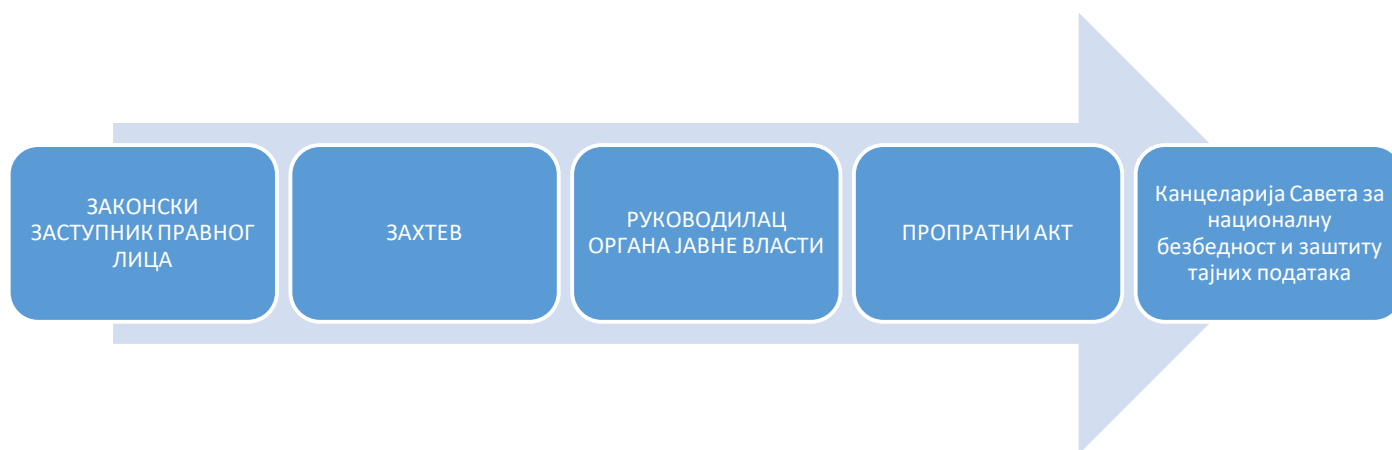 ЗАКОНСКИ
ЗАСТУПНИК ПРАВНОГ
ЛИЦА
ЗАХТЕВ
РУКОВОДИЛАЦ
ОРГАНА ЈАВНЕ ВЛАСТИ
ПРОПРАТНИ АКТ
Канцеларија Савета за
националну
безбедност и заштиту
тајних података